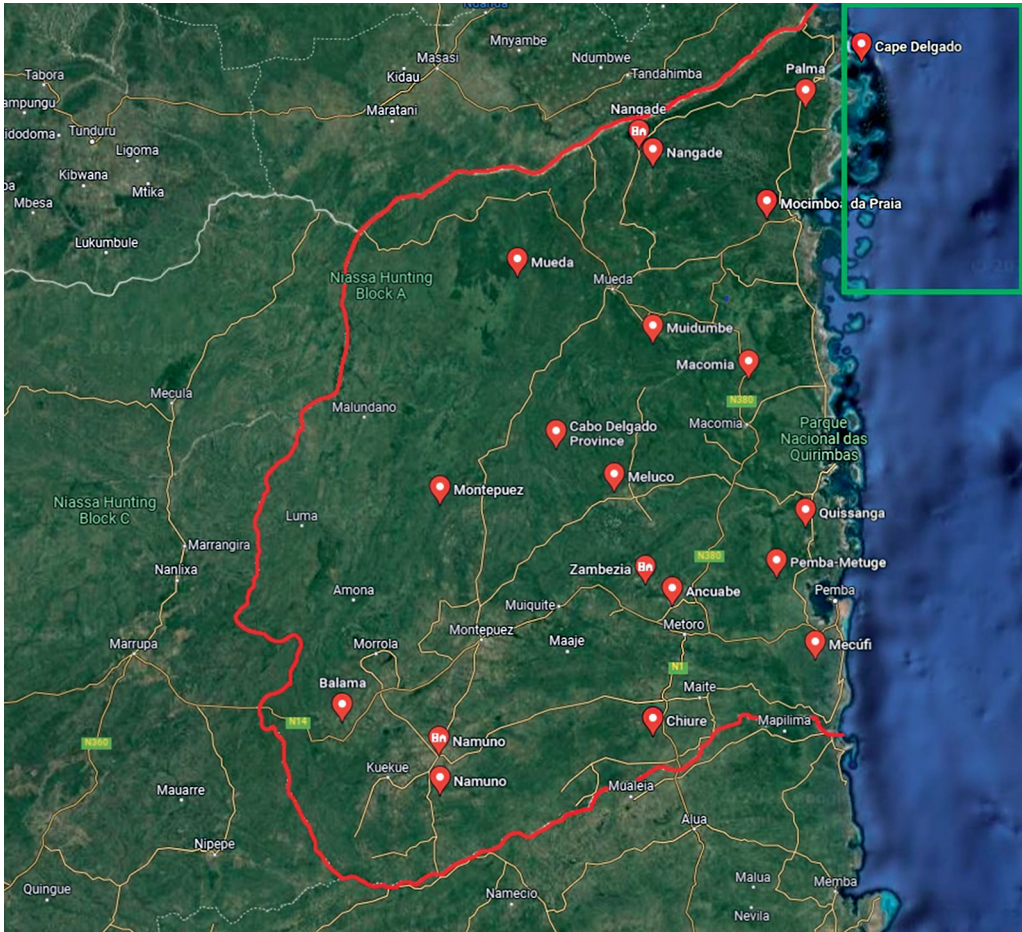 Mnyambe
Cape Delgado
Masasi
Ndumbwe
Tabora
Kidau
Tandahimba
Palma
ampungu
Maratani
Nangade
idodoma
Tunduru
Nangade
Ligoma
Kibwana
Mtika
Mbesa
Mocimboa da Praia
Lukumbule
Mueda
Niassa Hunting
Block A
Mueda
Muidumbe
Macomia
Mecula
N380
Malundano
Macomia
Parque
Nacional das
Quirimbas
Cabo Delgado
Province
Meluco
Montepuez
Niassa Hunting
Block C
Luma
Quissanga
Marrangira
N380
Nanlixa
Zambezia
Pemba-Metuge
Amona
Ancuabe
Pemba
Muiquite
Montepuez
Metoro
Marrupa
Morrola
Maaje
Mecúfi
N1
Balama
Maite
N14
Chiure
Mapilima
N360
Namuno
Kuekue
Namuno
Mualeia
Mauarre
Alua
Nipepe
Malua
Memba
Quingue
Namecio
Nevila